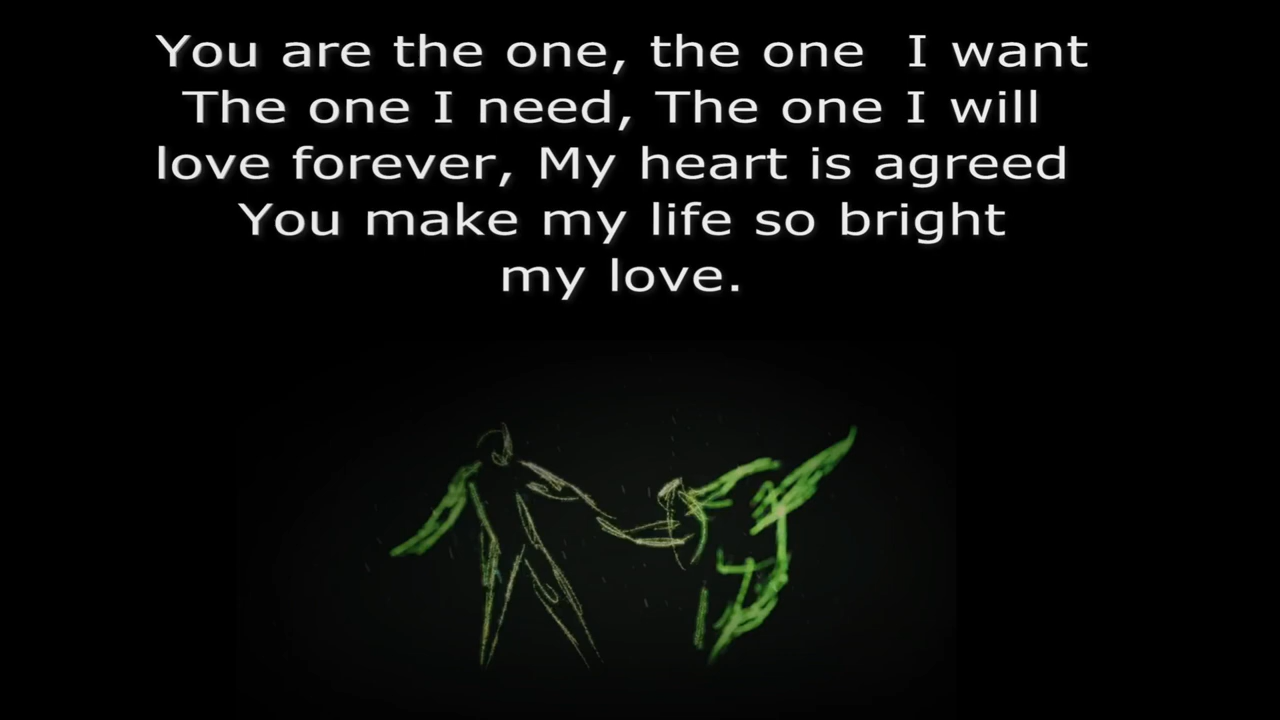 You are the one, the one  I want
The one I need, The one I will
love forever, My heart is agreed
You make my life so bright
my love.